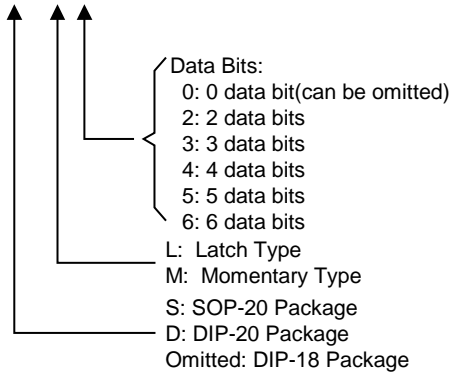 Data Bits:
0: 0 data bit(can be omitted)
2: 2 data bits
3: 3 data bits
4: 4 data bits
5: 5 data bits
6: 6 data bits
L: Latch Type
M: Momentary Type
S: SOP-20 Package
D: DIP-20 Package
Omitted: DIP-18 Package